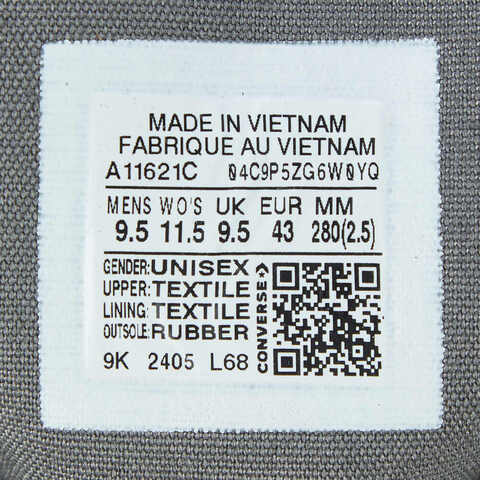 MADE IN VIETNAM
FABRIQUE AU VIETNAM
A11621C 04C9P5ZG6W0YQ
MENS WO'S UK EUR MM
9.5 11.5 9.5 43 280(2.5)
GENDER:UNISEX
UPPER:TEXTILE
LINING:TEXTILE
OUTSOLE:RUBBER
CONVERSE
9K 2405 L68